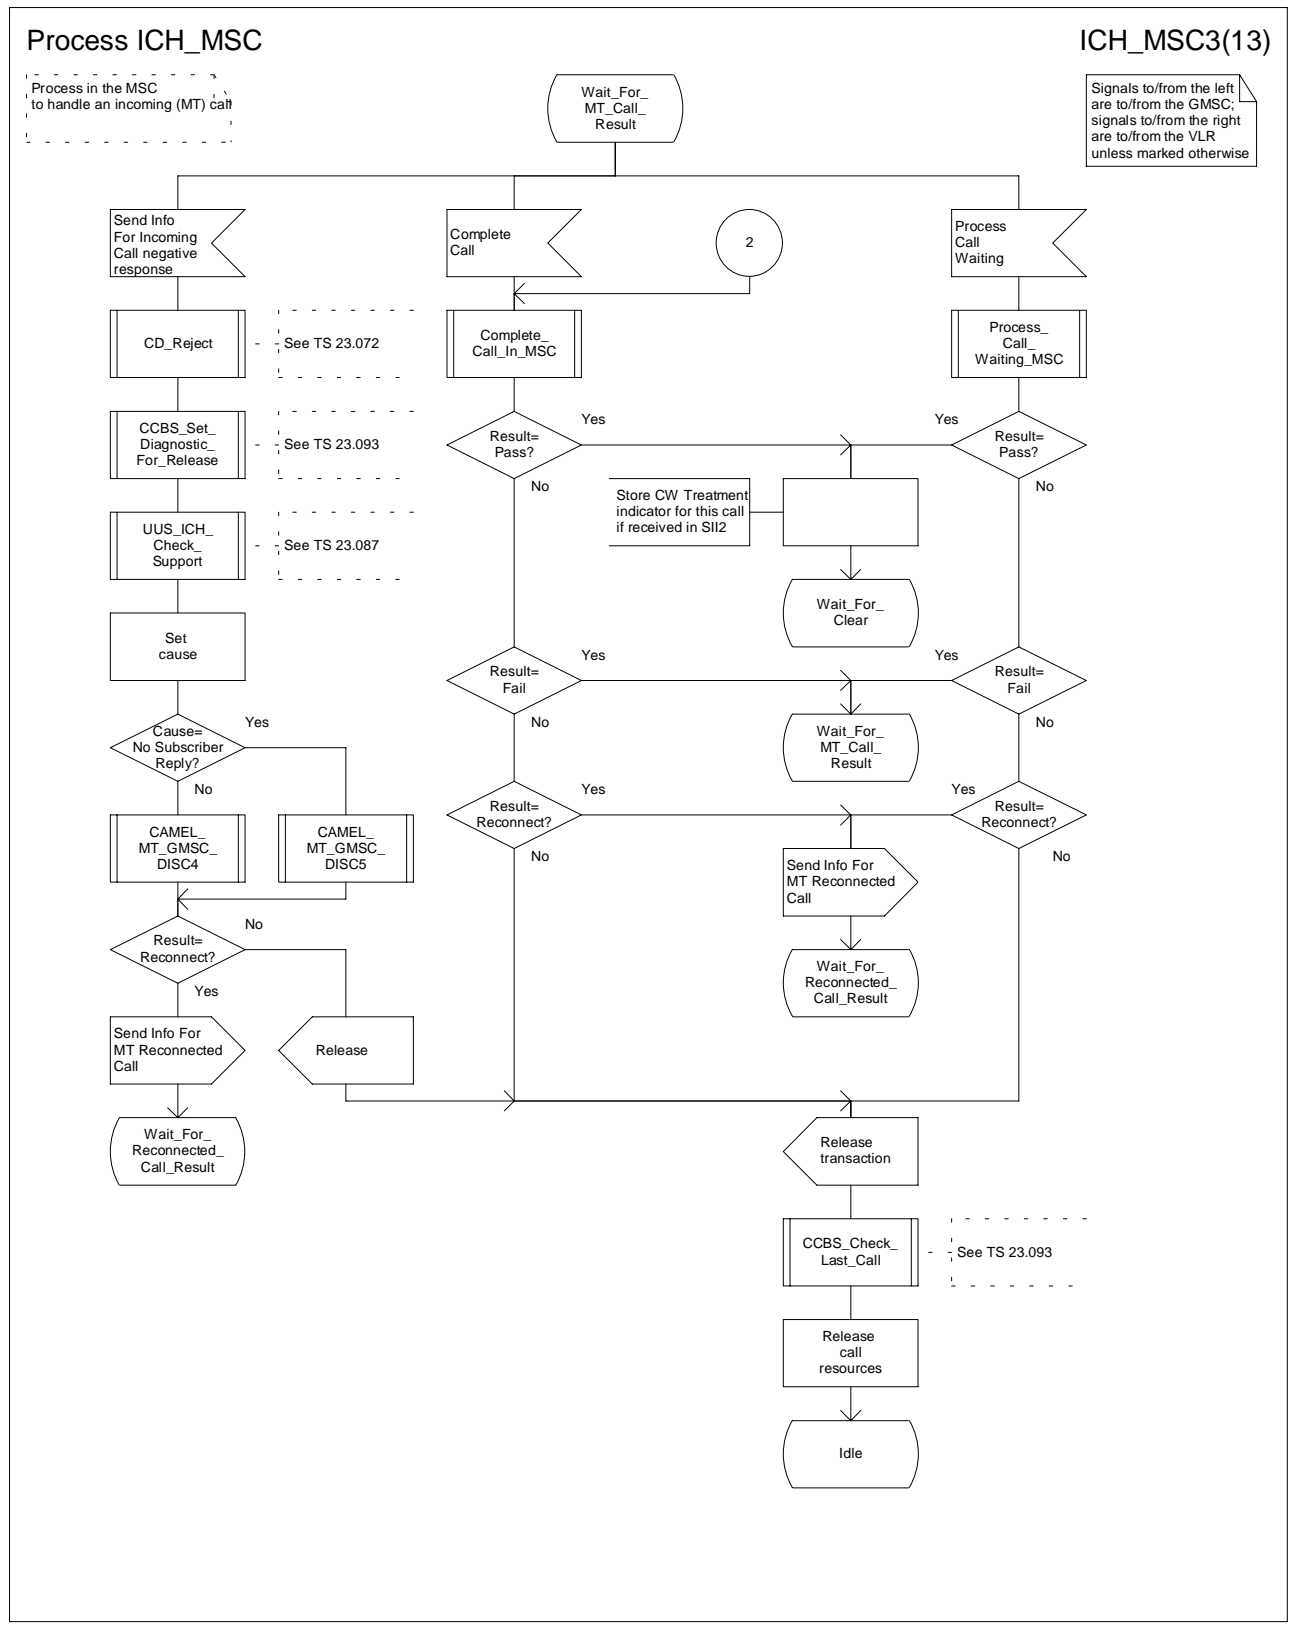 Process ICH_MSC
ICH_MSC3(13)
Process in the MSC
to handle an incoming (MT) call
Wait_For_
MT_Call_
Result
Signals to/from the left
are to/from the GMSC;
signals to/from the right
are to/from the VLR
unless marked otherwise
Send Info
For Incoming
Call negative
response
Complete
Call
2
Process
Call
Waiting
CD_Reject
See TS 23.072
Complete_
Call_In_MSC
Process_
Call_
Waiting_MSC
CCBS_Set_
Diagnostic_
For_Release
See TS 23.093
Result=
Pass?
Yes
No
Yes
Result=
Pass?
No
Store CW Treatment
indicator for this call
if received in SII2
UUS_ICH_
Check_
Support
See TS 23.087
Wait_For_
Clear
Set
cause
Result=
Fail
Yes
No
Yes
Result=
Fail
No
Cause=
No Subscriber
Reply?
Yes
No
Wait_For_
MT_Call_
Result
CAMEL_
MT_GMSC_
DISC4
CAMEL_
MT_GMSC_
DISC5
Result=
Reconnect?
Yes
No
Yes
Result=
Reconnect?
No
Send Info For
MT Reconnected
Call
Result=
Reconnect?
No
Yes
Wait_For_
Reconnected_
Call_Result
Send Info For
MT Reconnected
Call
Release
Wait_For_
Reconnected_
Call_Result
Release
transaction
CCBS_Check_
Last_Call
See TS 23.093
Release
call
resources
Idle